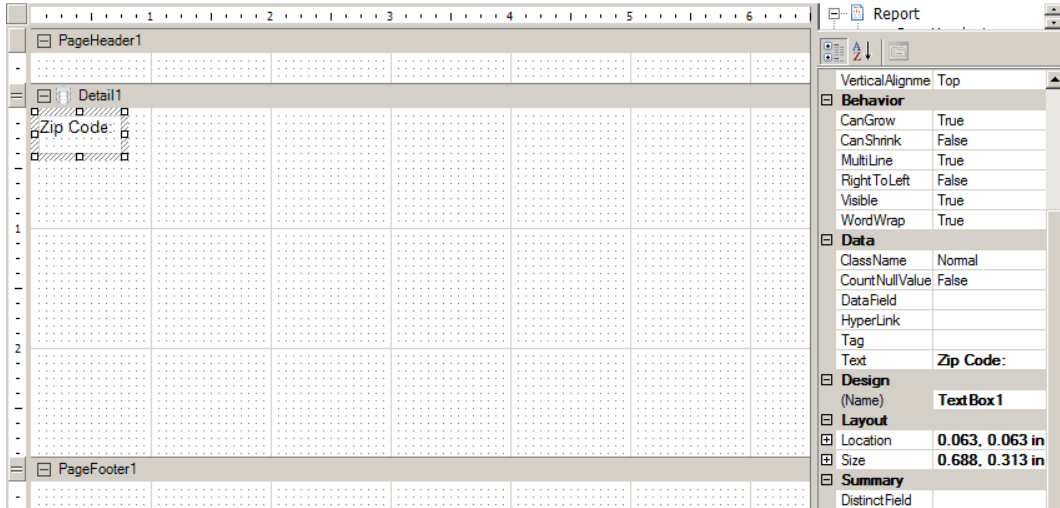 1 2 3 4 5 6
Report
PageHeader1
Detail1
Zip Code:
1
2
PageFooter1
VerticalAlignme Top
Behavior
CanGrow True
CanShrink False
MultiLine True
RightToLeft False
Visible True
WordWrap True
Data
ClassName Normal
CountNullValue False
DataField
HyperLink
Tag
Text Zip Code:
Design
(Name) TextBox1
Layout
Location 0.063, 0.063 in
Size 0.688, 0.313 in
Summary
DistinctField